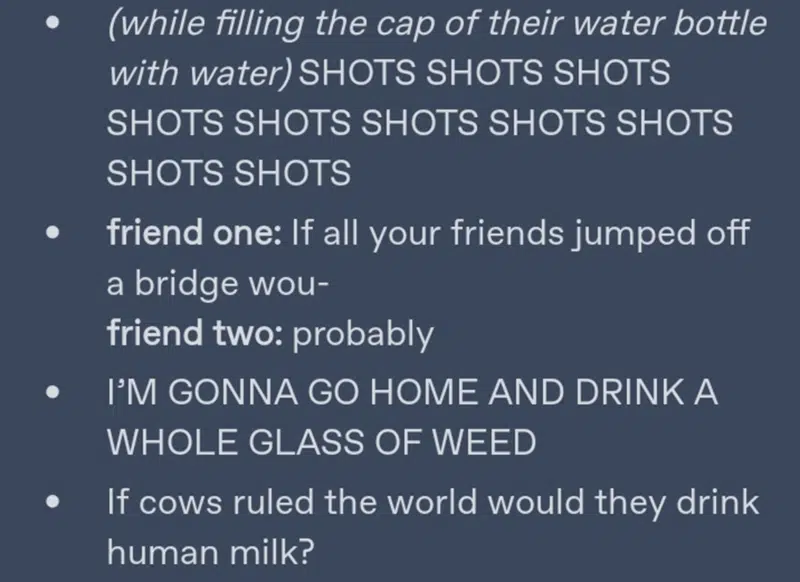 • (while filling the cap of their water bottle
with water) SHOTS SHOTS SHOTS
SHOTS SHOTS SHOTS SHOTS SHOTS
SHOTS SHOTS
• friend one: If all your friends jumped off
a bridge wou-
friend two: probably
• I’M GONNA GO HOME AND DRINK A
WHOLE GLASS OF WEED
• If cows ruled the world would they drink
human milk?